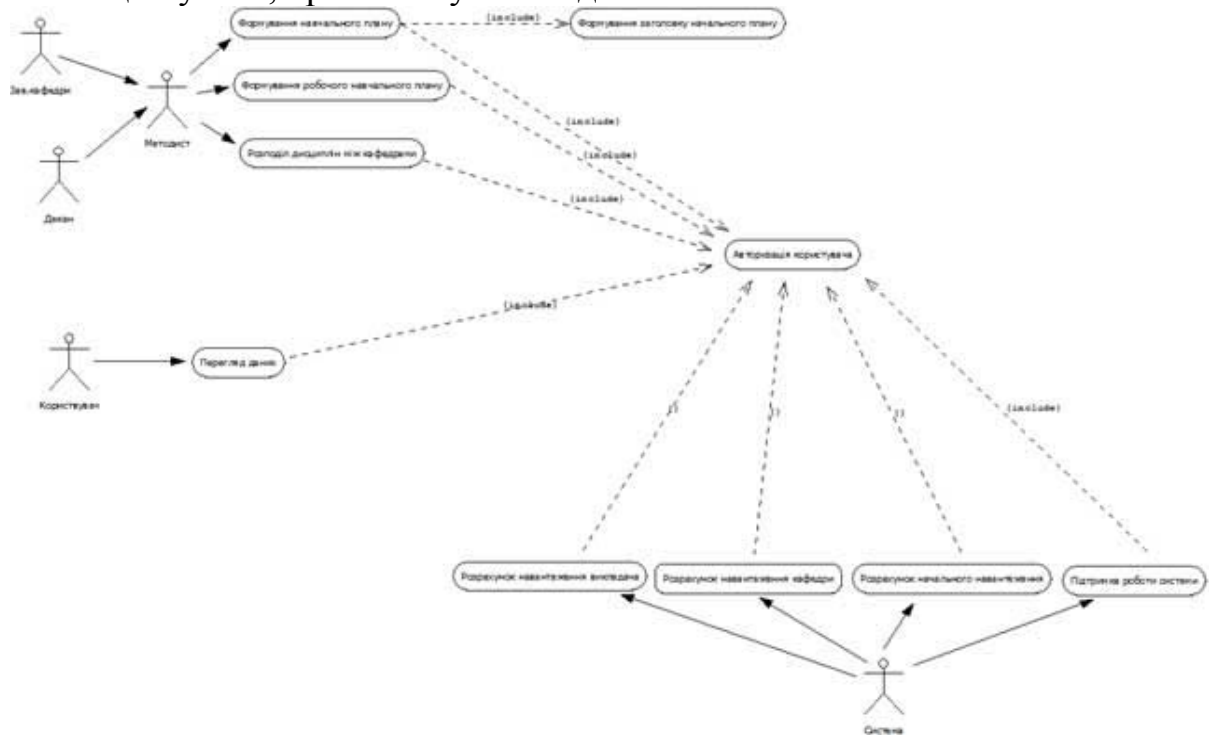 Формування навчального плану
{include}
Формування заголовку начального плану
Зав.кафедри
Формування робочого навчального плану
Методист
{include}
Розподіл дисциплін між кафедрами
{include}
{include}
Декан
Авторизація користувача
Перегляд даних
Користувач
{}
{}
{}
{include}
Розрахунок навантаження викладача
Розрахунок навантаження кафедри
Розрахунок начального навантаження
Підтримка роботи системи
Система